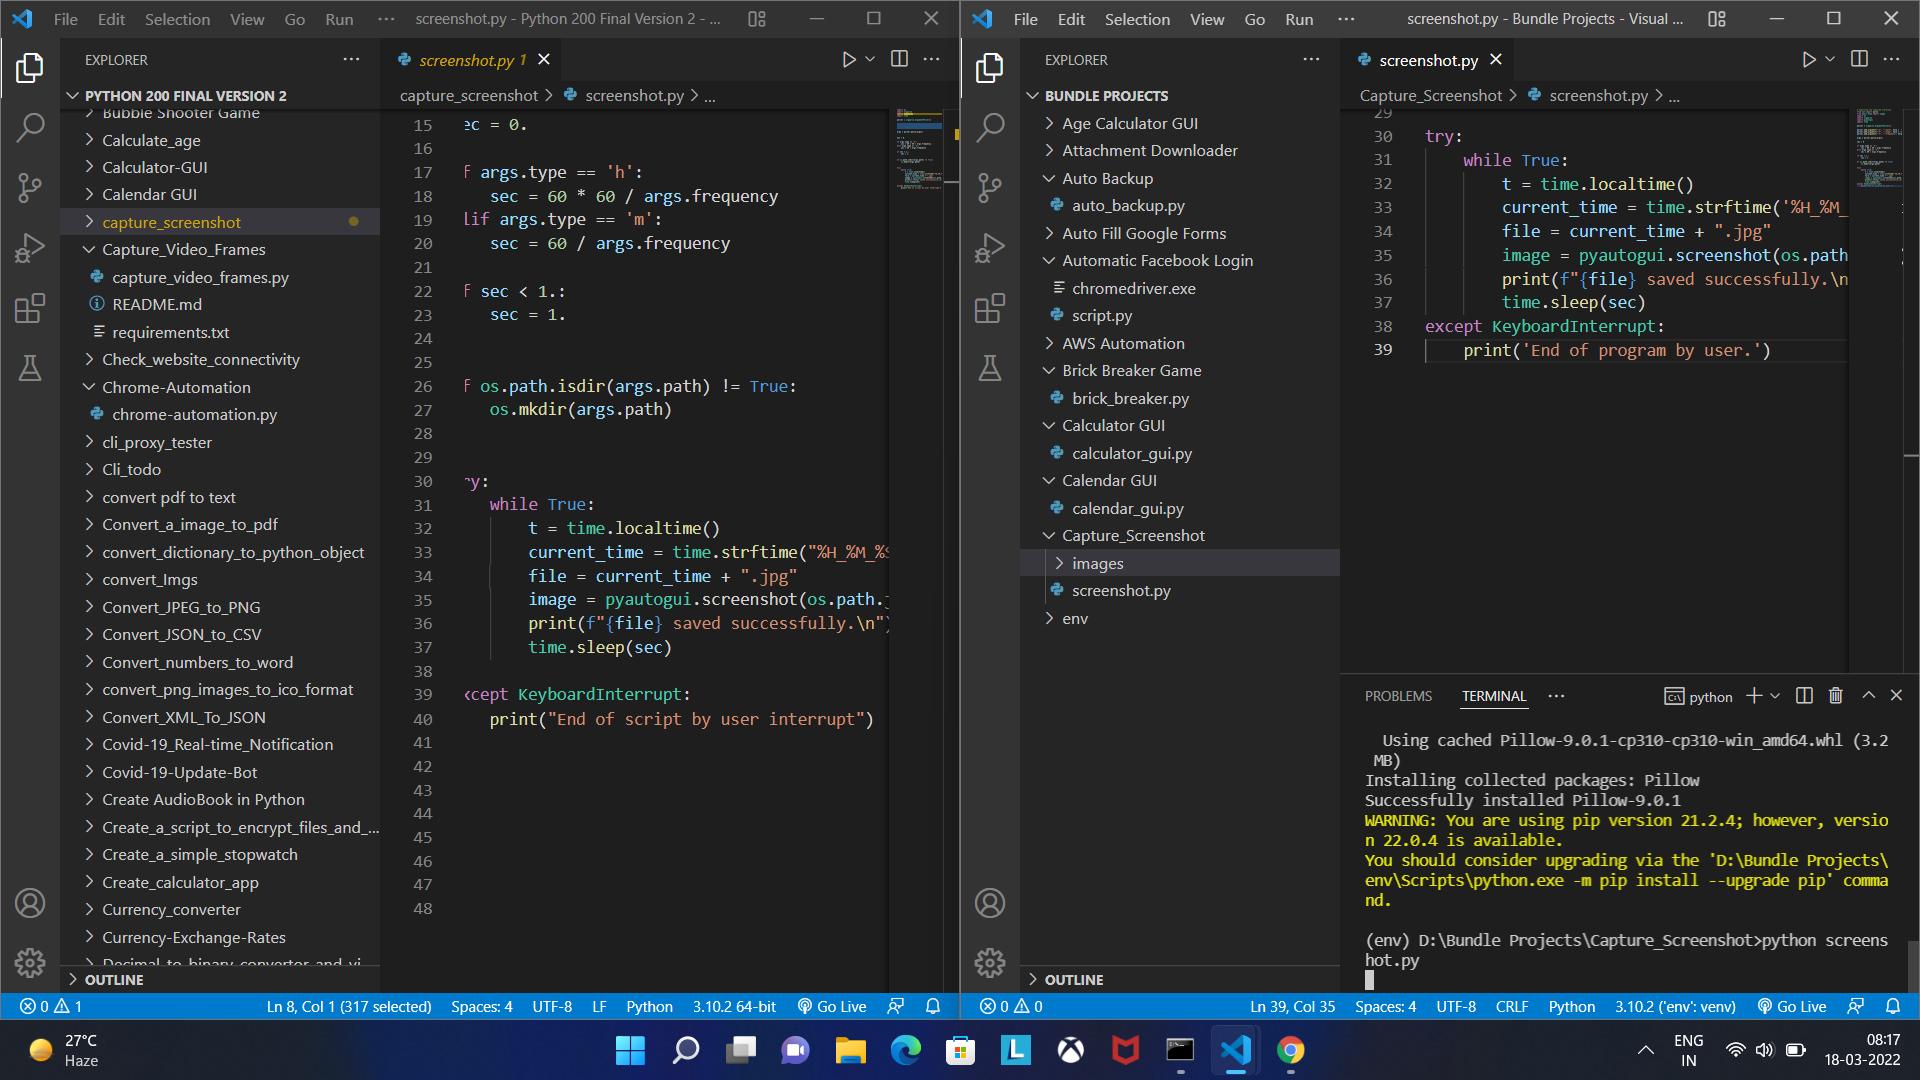 File Edit Selection View Go Run ··· screenshot.py - Python 200 Final Version 2 - ...
EXPLORER
PYTHON 200 FINAL VERSION 2
Bubble Shooter Game
Calculate_age
Calculator-GUI
Calendar GUI
capture_screenshot
Capture_Video_Frames
capture_video_frames.py
README.md
requirements.txt
Check_website_connectivity
Chrome-Automation
chrome-automation.py
cli_proxy_tester
Cli_todo
convert pdf to text
Convert_a_image_to_pdf
convert_dictionary_to_python_object
convert_Imgs
Convert_JPEG_to_PNG
Convert_JSON_to_CSV
Convert_numbers_to_word
convert_png_images_to_ico_format
Convert_XML_To_JSON
Covid-19_Real-time_Notification
Covid-19-Update-Bot
Create AudioBook in Python
Create_a_script_to_encrypt_files_and_...
Create_a_simple_stopwatch
Create_calculator_app
Currency_converter
Currency-Exchange-Rates
Decimal_to_binary_convertor_and_vi
OUTLINE
screenshot.py 1
capture_screenshot > screenshot.py > ...
15 ec = 0.
16
17 f args.type == 'h':
18 sec = 60 * 60 / args.frequency
19 lif args.type == 'm':
20 sec = 60 / args.frequency
21
22 f sec < 1.:
23 sec = 1.
24
25
26 f os.path.isdir(args.path) != True:
27 os.mkdir(args.path)
28
29
30 ry:
31 while True:
32 t = time.localtime()
33 current_time = time.strftime("%H_%M_%S
34 file = current_time + ".jpg"
35 image = pyautogui.screenshot(os.path.j
36 print(f"{file} saved successfully.\n")
37 time.sleep(sec)
38
39 xcept KeyboardInterrupt:
40 print("End of script by user interrupt")
41
42
43
44
45
46
47
48
0 1 Ln 8, Col 1 (317 selected) Spaces: 4 UTF-8 LF Python 3.10.2 64-bit Go Live
File Edit Selection View Go Run ··· screenshot.py - Bundle Projects - Visual ...
EXPLORER
BUNDLE PROJECTS
Age Calculator GUI
Attachment Downloader
Auto Backup
auto_backup.py
Auto Fill Google Forms
Automatic Facebook Login
chromedriver.exe
script.py
AWS Automation
Brick Breaker Game
brick_breaker.py
Calculator GUI
calculator_gui.py
Calendar GUI
calendar_gui.py
Capture_Screenshot
images
screenshot.py
env
OUTLINE
screenshot.py
Capture_Screenshot > screenshot.py > ...
29
30 try:
31 while True:
32 t = time.localtime()
33 current_time = time.strftime('%H_%M_
34 file = current_time + ".jpg"
35 image = pyautogui.screenshot(os.path
36 print(f"{file} saved successfully.\n
37 time.sleep(sec)
38 except KeyboardInterrupt:
39 print('End of program by user.')
PROBLEMS TERMINAL ··· python
Using cached Pillow-9.0.1-cp310-cp310-win_amd64.whl (3.2
MB)
Installing collected packages: Pillow
Successfully installed Pillow-9.0.1
WARNING: You are using pip version 21.2.4; however, versio
n 22.0.4 is available.
You should consider upgrading via the 'D:\Bundle Projects\
env\Scripts\python.exe -m pip install --upgrade pip' comma
nd.
(env) D:\Bundle Projects\Capture_Screenshot>python screens
hot.py
0 0 Ln 39, Col 35 Spaces: 4 UTF-8 CRLF Python 3.10.2 ('env': venv) Go Live
27°C
Haze
ENG
IN
08:17
18-03-2022